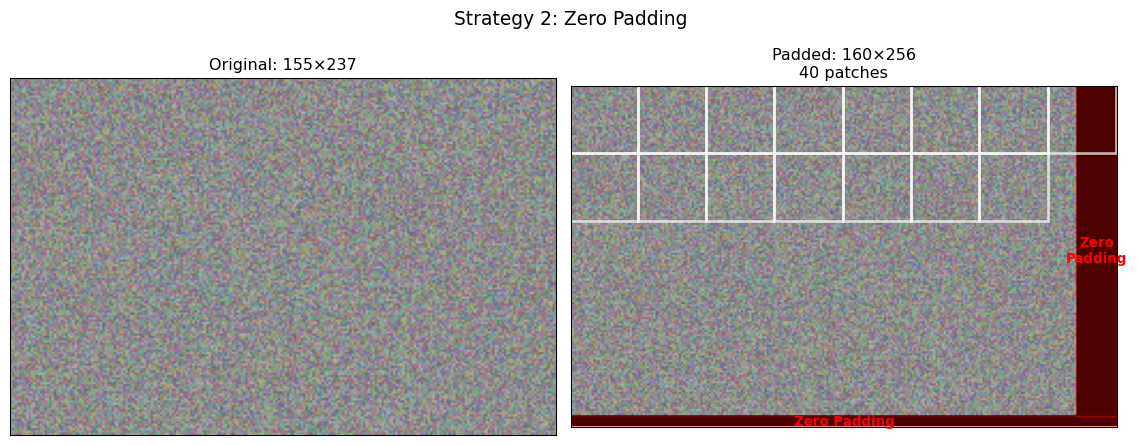 Strategy 2: Zero Padding
Original: 155×237
Padded: 160×256
40 patches
Zero
Padding
Zero Padding